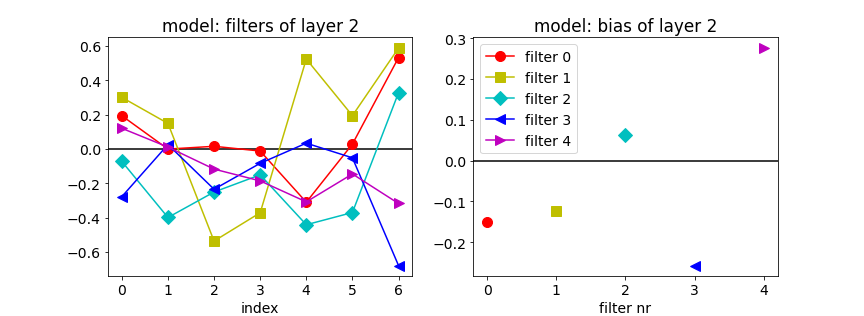 model: filters of layer 2
0.6
0.4
0.2
0.0
−0.2
−0.4
−0.6
0 1 2 3 4 5 6
index
model: bias of layer 2
0.3
0.2
0.1
0.0
−0.1
−0.2
filter 0
filter 1
filter 2
filter 3
filter 4
0 1 2 3 4
filter nr